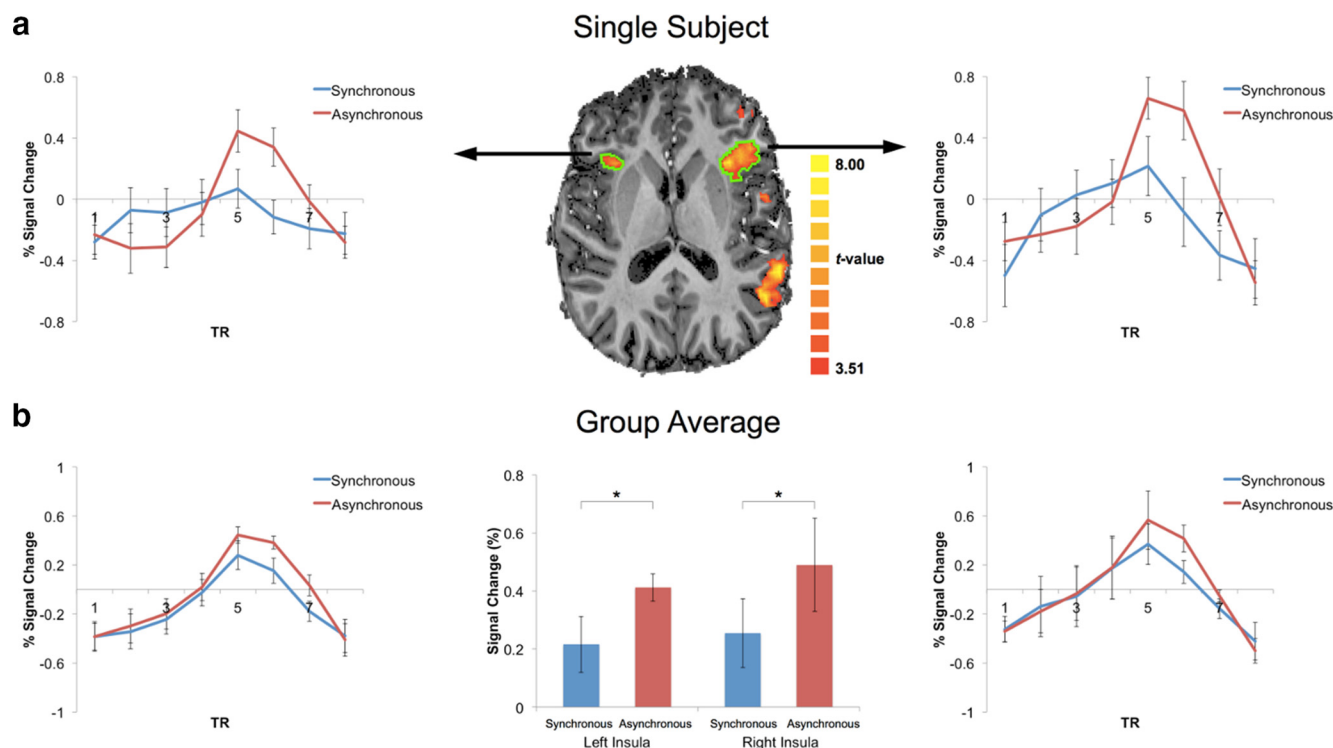 a
Single Subject
0.8
0.4
0
-0.4
-0.8
% Signal Change
1
3
5
7
TR
Synchronous
Asynchronous
8.00
t-value
3.51
0.8
0.4
0
-0.4
-0.8
% Signal Change
1
3
5
7
TR
Synchronous
Asynchronous
b
Group Average
1
0.6
0.2
-0.2
-0.6
-1
% Signal Change
1
3
5
7
TR
Synchronous
Asynchronous
0.8
0.6
0.4
0.2
0
Signal Change (%)
*
*
Synchronous Asynchronous Synchronous Asynchronous
Left Insula Right Insula
1
0.6
0.2
-0.2
-0.6
-1
% Signal Change
1
3
5
7
TR
Synchronous
Asynchronous